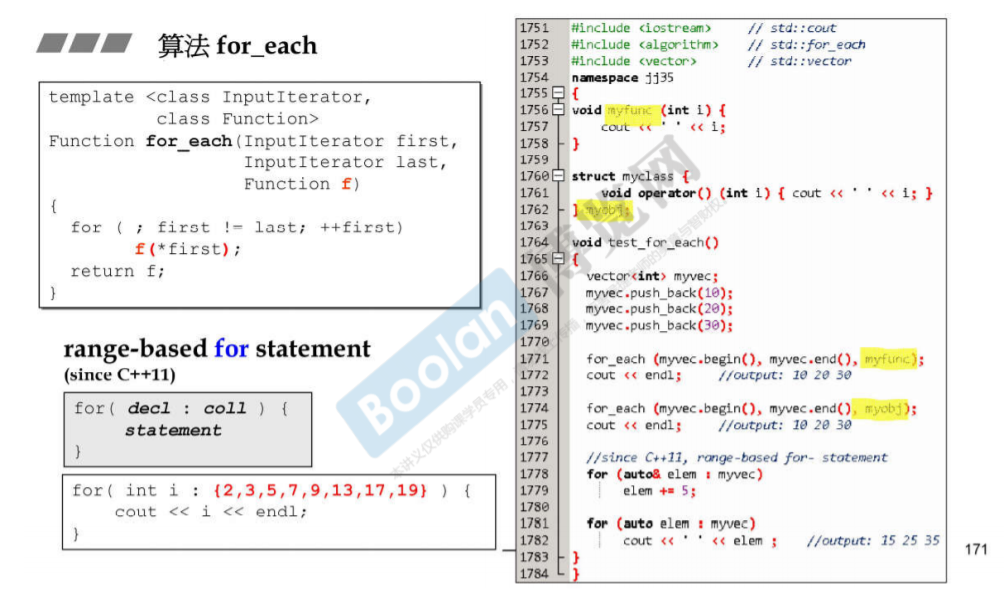 算法 for_each
template <class InputIterator,
class Function>
Function for_each(InputIterator first,
InputIterator last,
Function f)
{
for ( ; first != last; ++first)
f(*first);
return f;
}
range-based for statement
(since C++11)
for( decl : coll ) {
statement
}
for( int i : {2,3,5,7,9,13,17,19} ) {
cout << i << endl;
}
1751 #include <iostream> // std::cout
1752 #include <algorithm> // std::for_each
1753 #include <vector> // std::vector
1754 namespace jj35
1755 {
1756 void myfunc (int i) {
1757 cout << ' ' << i;
1758 }
1759
1760 struct myclass {
1761 void operator() (int i) { cout << ' ' << i; }
1762 } myobj;
1763
1764 void test_for_each()
1765 {
1766 vector<int> myvec;
1767 myvec.push_back(10);
1768 myvec.push_back(20);
1769 myvec.push_back(30);
1770
1771 for_each (myvec.begin(), myvec.end(), myfunc);
1772 cout << endl; //output: 10 20 30
1773
1774 for_each (myvec.begin(), myvec.end(), myobj);
1775 cout << endl; //output: 10 20 30
1776
1777 //since C++11, range-based for- statement
1778 for (auto& elem : myvec)
1779 elem += 5;
1780
1781 for (auto elem : myvec)
1782 cout << ' ' << elem ; //output: 15 25 35
1783 }
1784 }
171
Boolan
博览网